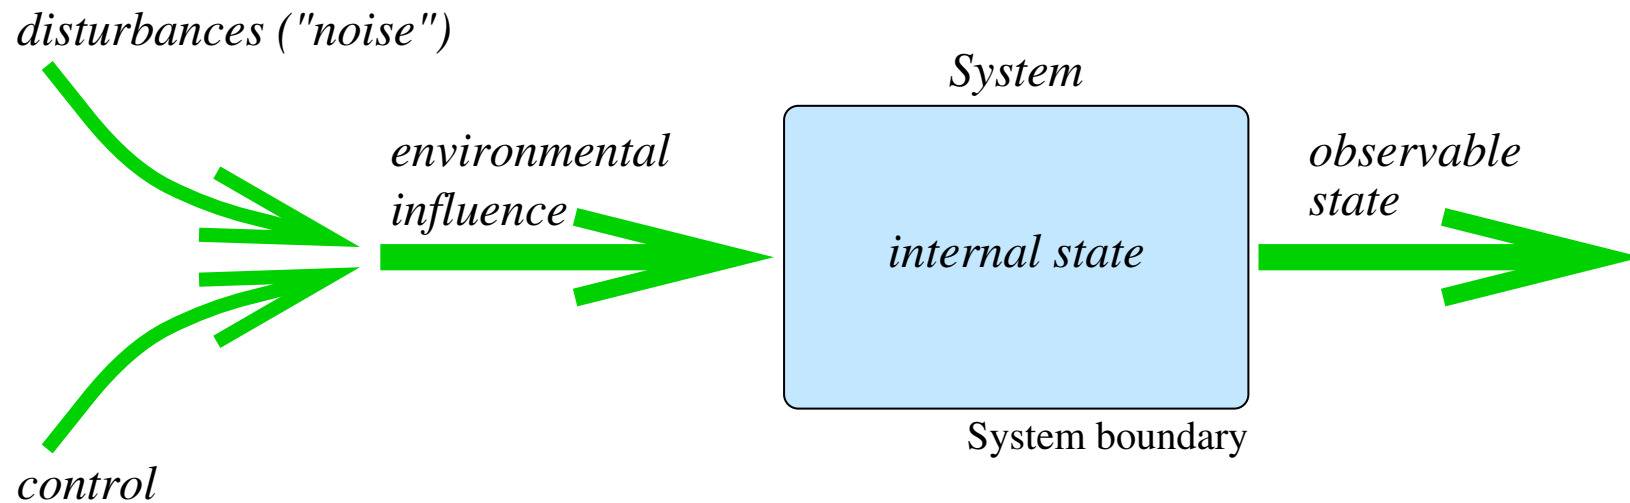 disturbances ("noise")
System
environmental
influence
observable
state
internal state
System boundary
control